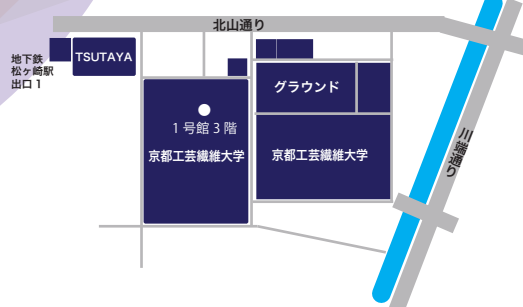 北山通り
地下鉄
松ヶ崎駅
出口 1
TSUTAYA
グラウンド
1 号館 3 階
京都工芸繊維大学
京都工芸繊維大学
川端通り